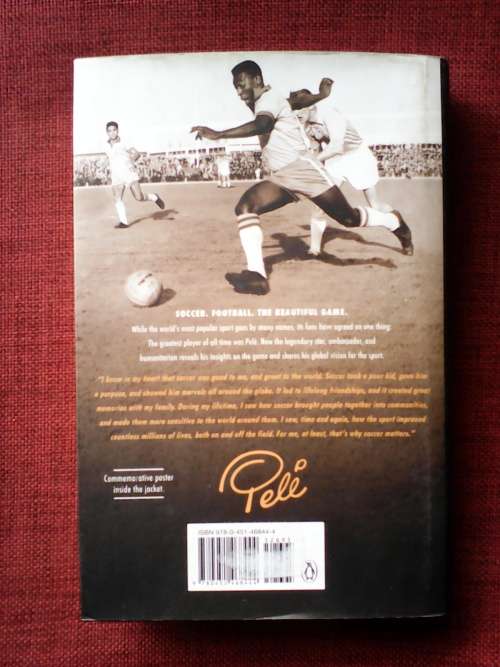 SOCCER. FOOTBALL. THE BEAUTIFUL GAME.
While the world's most popular sport goes by many names, its fans have agreed on one thing:
The greatest player of all time was Pelé. Now the legendary star, ambassador, and
humanitarian reveals his insights on the game and shares his global vision for the sport.
"I know in my heart that soccer was good to me, and great to the world. Soccer took a poor kid, gave him
a purpose, and showed him marvels all around the globe. It led to lifelong friendships, and it created great
memories with my family. During my lifetime, I saw how soccer brought people together into communities,
and made them more sensitive to the world around them. I saw, time and again, how the sport improved
countless millions of lives, both on and off the field. For me, at least, that's why soccer matters."
Commemorative poster
inside the jacket.
Pelé
ISBN 978-0-451-46844-4